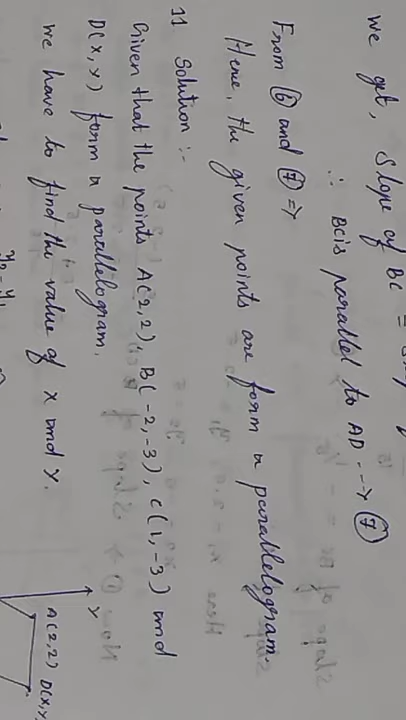 we get, Slope of BC =
∴ BC is parallel to AD --> ⑦
From ⑥ and ⑦ =>
Hence, the given points are form a parallelogram.
11 Solution :-
Given that the points A(2,2), B(-2,-3), C(1,-3) and
D(x,y) form a parallelogram.
we have to find the value of x and y.
y₂-y₁
Y
A(2,2) D(x,y